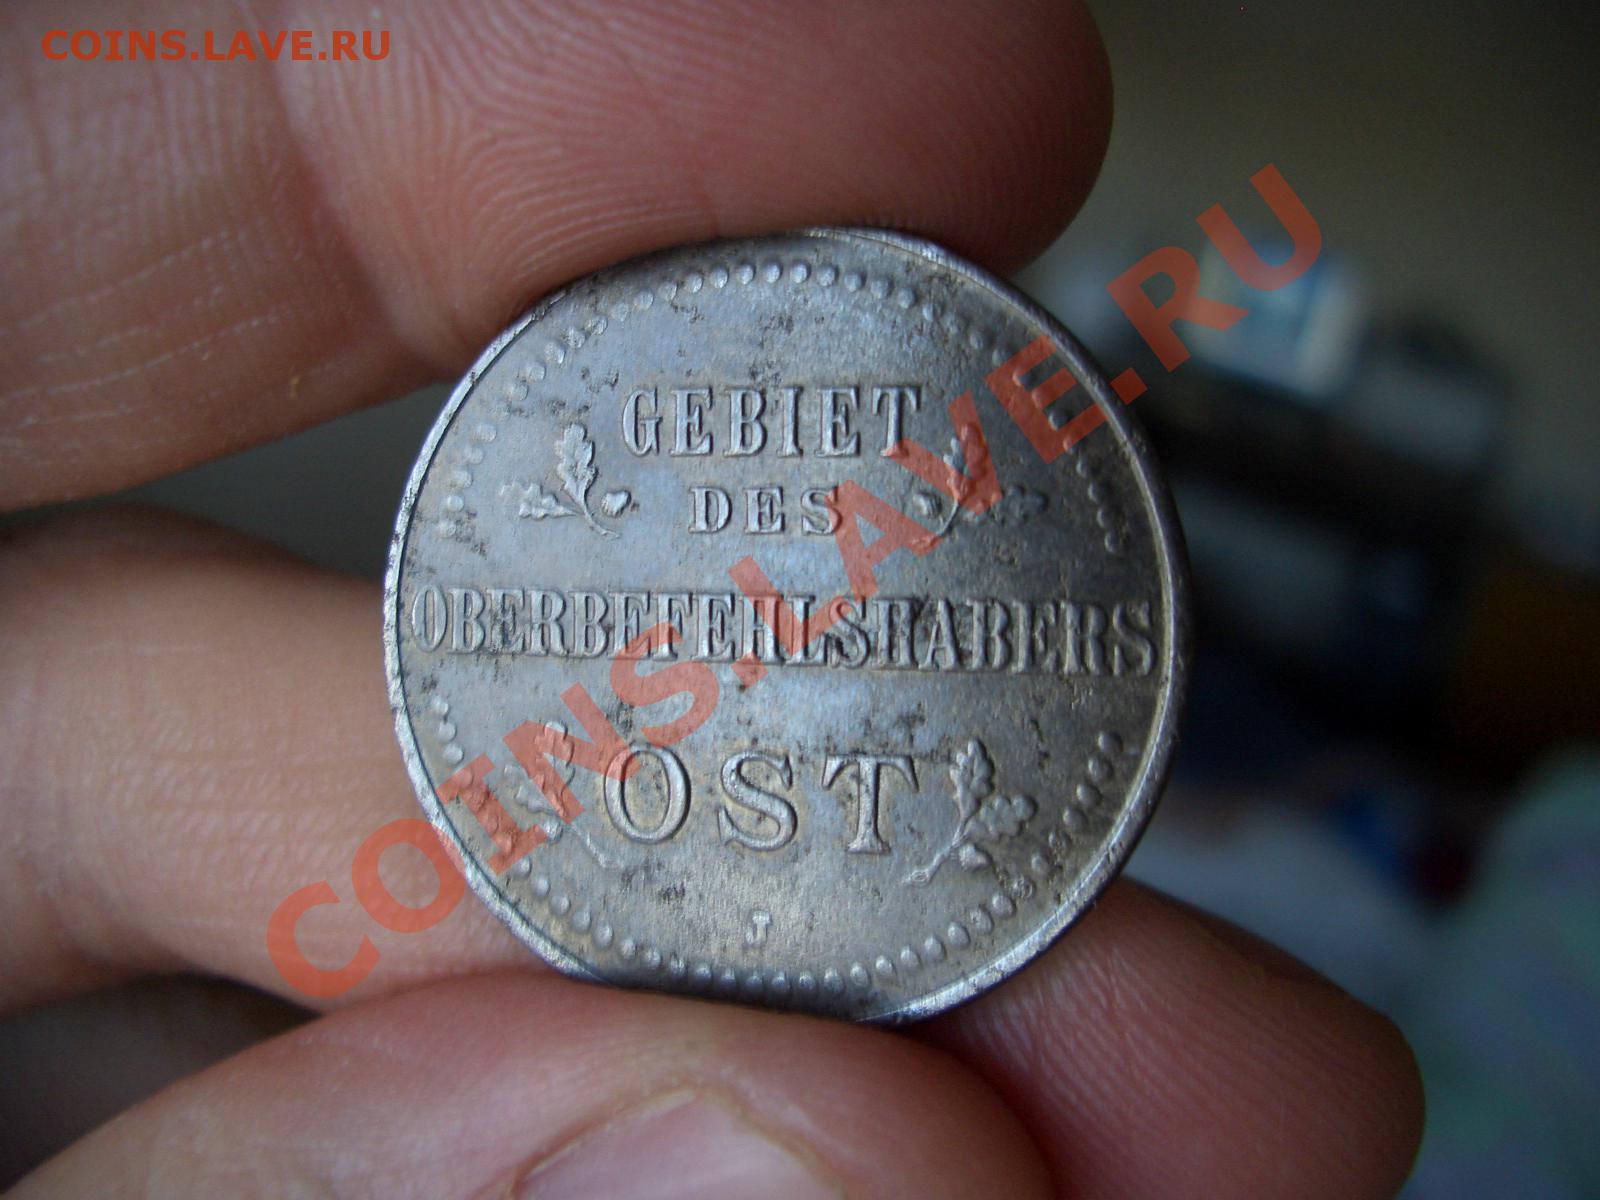 COINS.LAVE.RU
GEBIET
DES
OBERBEFEHLSHABERS
OST
J
COINS.LAVE.RU